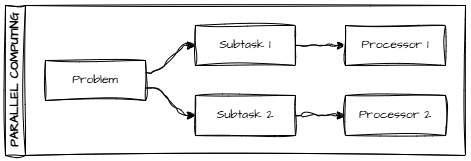 PARALLEL COMPUTING
Problem
Subtask 1
Processor 1
Subtask 2
Processor 2